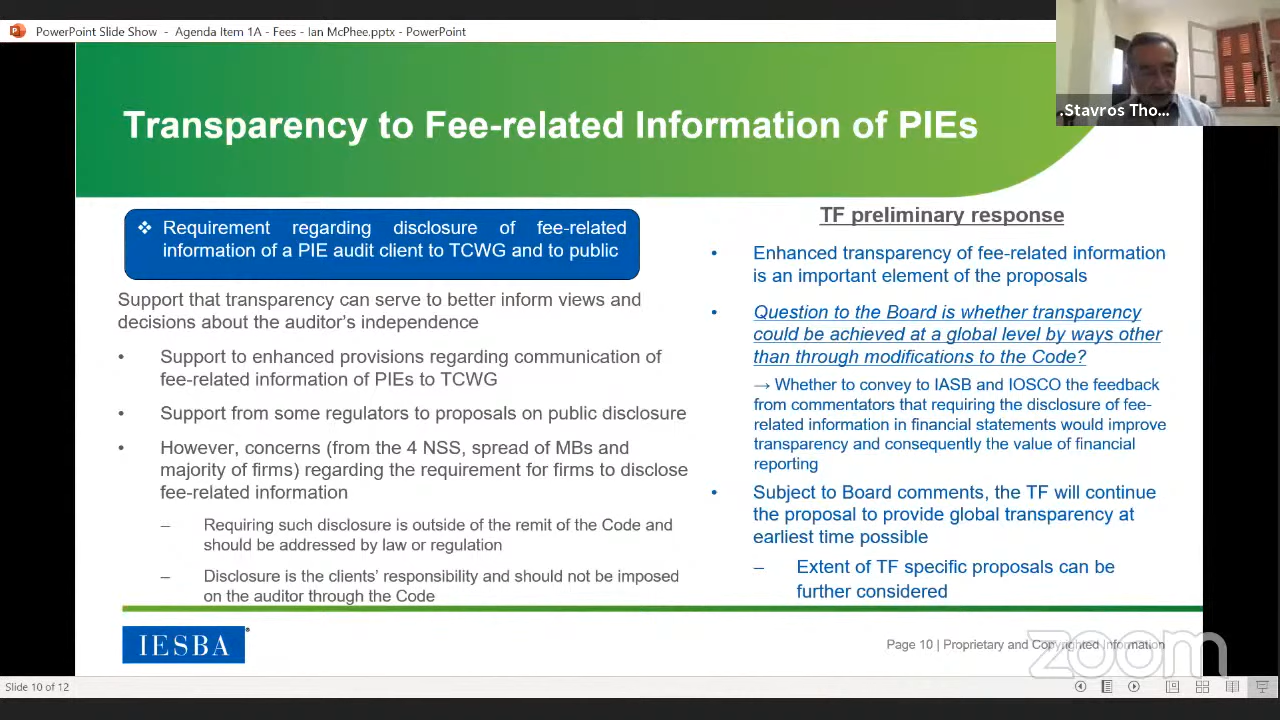 PowerPoint Slide Show - Agenda Item 1A - Fees - Ian McPhee.pptx - PowerPoint
.Stavros Tho...
Transparency to Fee-related Information of PIEs
❖ Requirement regarding disclosure of fee-related
information of a PIE audit client to TCWG and to public
Support that transparency can serve to better inform views and
decisions about the auditor's independence
• Support to enhanced provisions regarding communication of
fee-related information of PIEs to TCWG
• Support from some regulators to proposals on public disclosure
• However, concerns (from the 4 NSS, spread of MBs and
majority of firms) regarding the requirement for firms to disclose
fee-related information
– Requiring such disclosure is outside of the remit of the Code and
should be addressed by law or regulation
– Disclosure is the clients' responsibility and should not be imposed
on the auditor through the Code
TF preliminary response
• Enhanced transparency of fee-related information
is an important element of the proposals
• Question to the Board is whether transparency
could be achieved at a global level by ways other
than through modifications to the Code?
→ Whether to convey to IASB and IOSCO the feedback
from commentators that requiring the disclosure of fee-
related information in financial statements would improve
transparency and consequently the value of financial
reporting
• Subject to Board comments, the TF will continue
the proposal to provide global transparency at
earliest time possible
– Extent of TF specific proposals can be
further considered
IESBA
Page 10 | Proprietary and Copyrighted Information
zoom
Slide 10 of 12